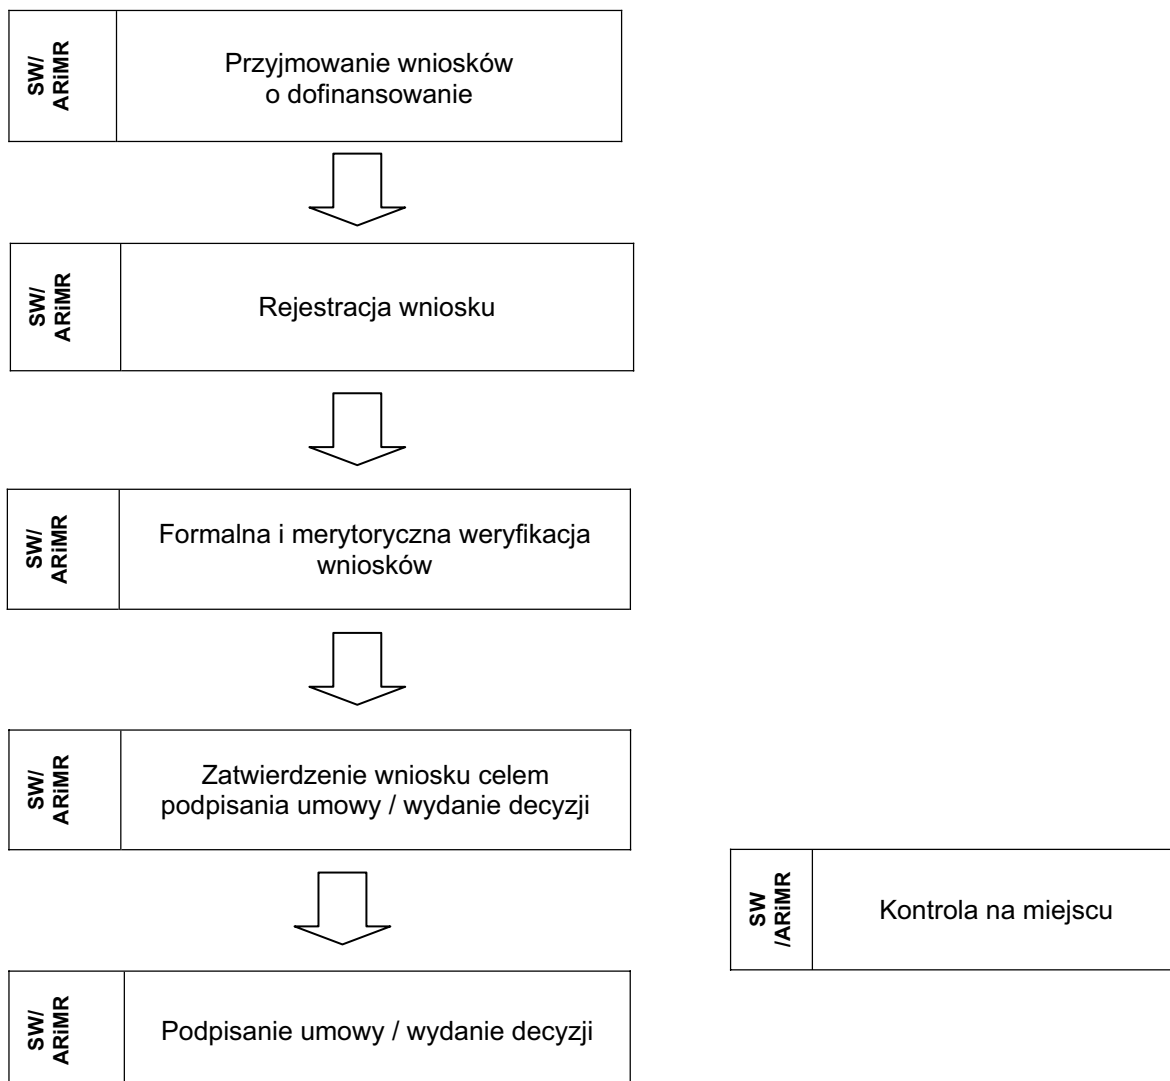 SW/
ARiMR
Przyjmowanie wniosków
o dofinansowanie
SW/
ARiMR
Rejestracja wniosku
SW/
ARiMR
Formalna i merytoryczna weryfikacja
wniosków
SW/
ARiMR
Zatwierdzenie wniosku celem
podpisania umowy / wydanie decyzji
SW
/ARiMR
Kontrola na miejscu
SW/
ARiMR
Podpisanie umowy / wydanie decyzji